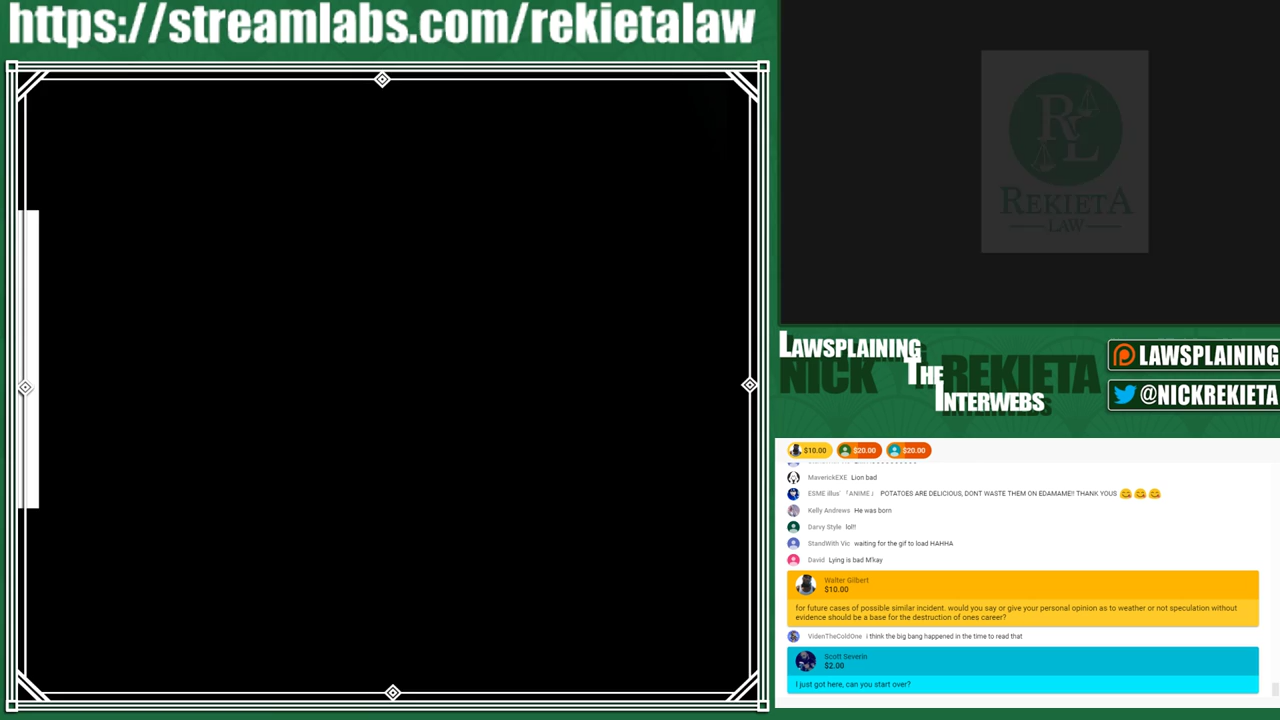 https://streamlabs.com/rekietalaw
RL
REKIETA
LAW
LAWSPLAINING
THE
INTERWEBS
NICK REKIETA
LAWSPLAINING
@NICKREKIETA
$10.00 $20.00 $20.00
MaverickEXE Lion bad
ESME illus' 「ANIME」 POTATOES ARE DELICIOUS, DONT WASTE THEM ON EDAMAME!! THANK YOUS 😋 😋 😋
Kelly Andrews He was born
Darvy Style lol!!
StandWith Vic waiting for the gif to load HAHHA
David Lying is bad M'kay
Walter Gilbert
$10.00
for future cases of possible similar incident. would you say or give your personal opinion as to weather or not speculation without
evidence should be a base for the destruction of ones career?
VidenTheColdOne i think the big bang happened in the time to read that
Scott Severin
$2.00
I just got here, can you start over?